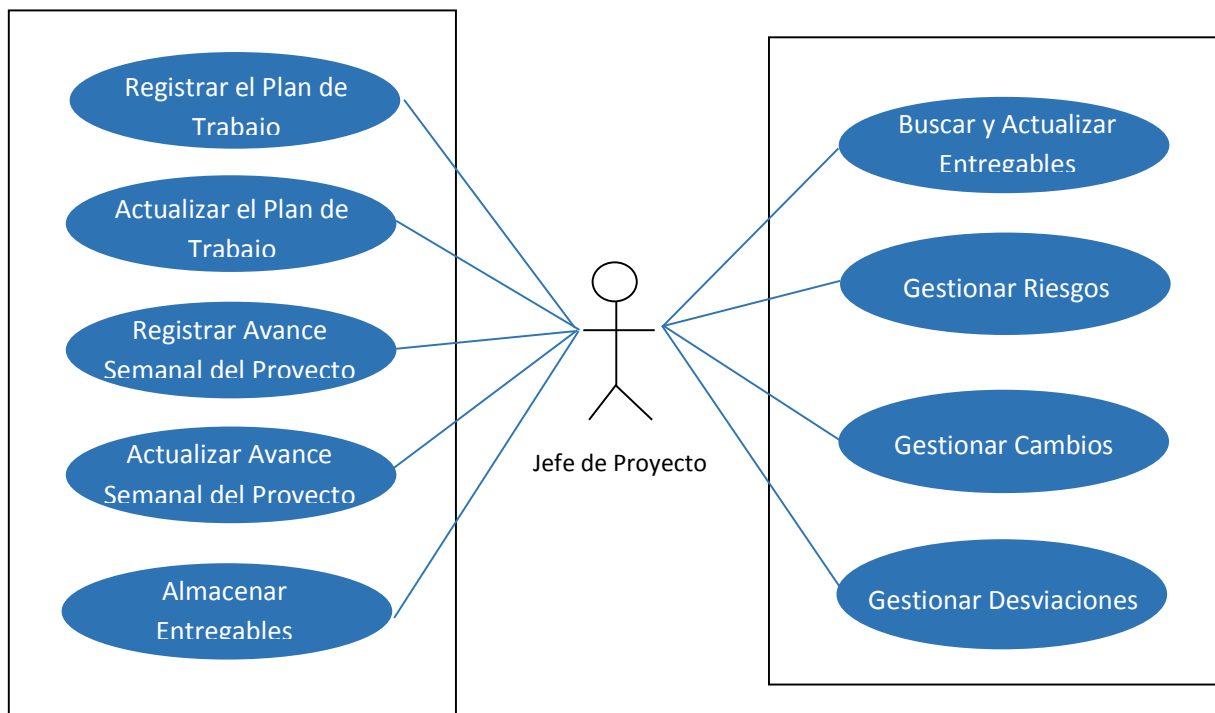 Registrar el Plan de
Trabajo
Actualizar el Plan de
Trabajo
Registrar Avance
Semanal del Proyecto
Actualizar Avance
Semanal del Proyecto
Almacenar
Entregables
Jefe de Proyecto
Buscar y Actualizar
Entregables
Gestionar Riesgos
Gestionar Cambios
Gestionar Desviaciones